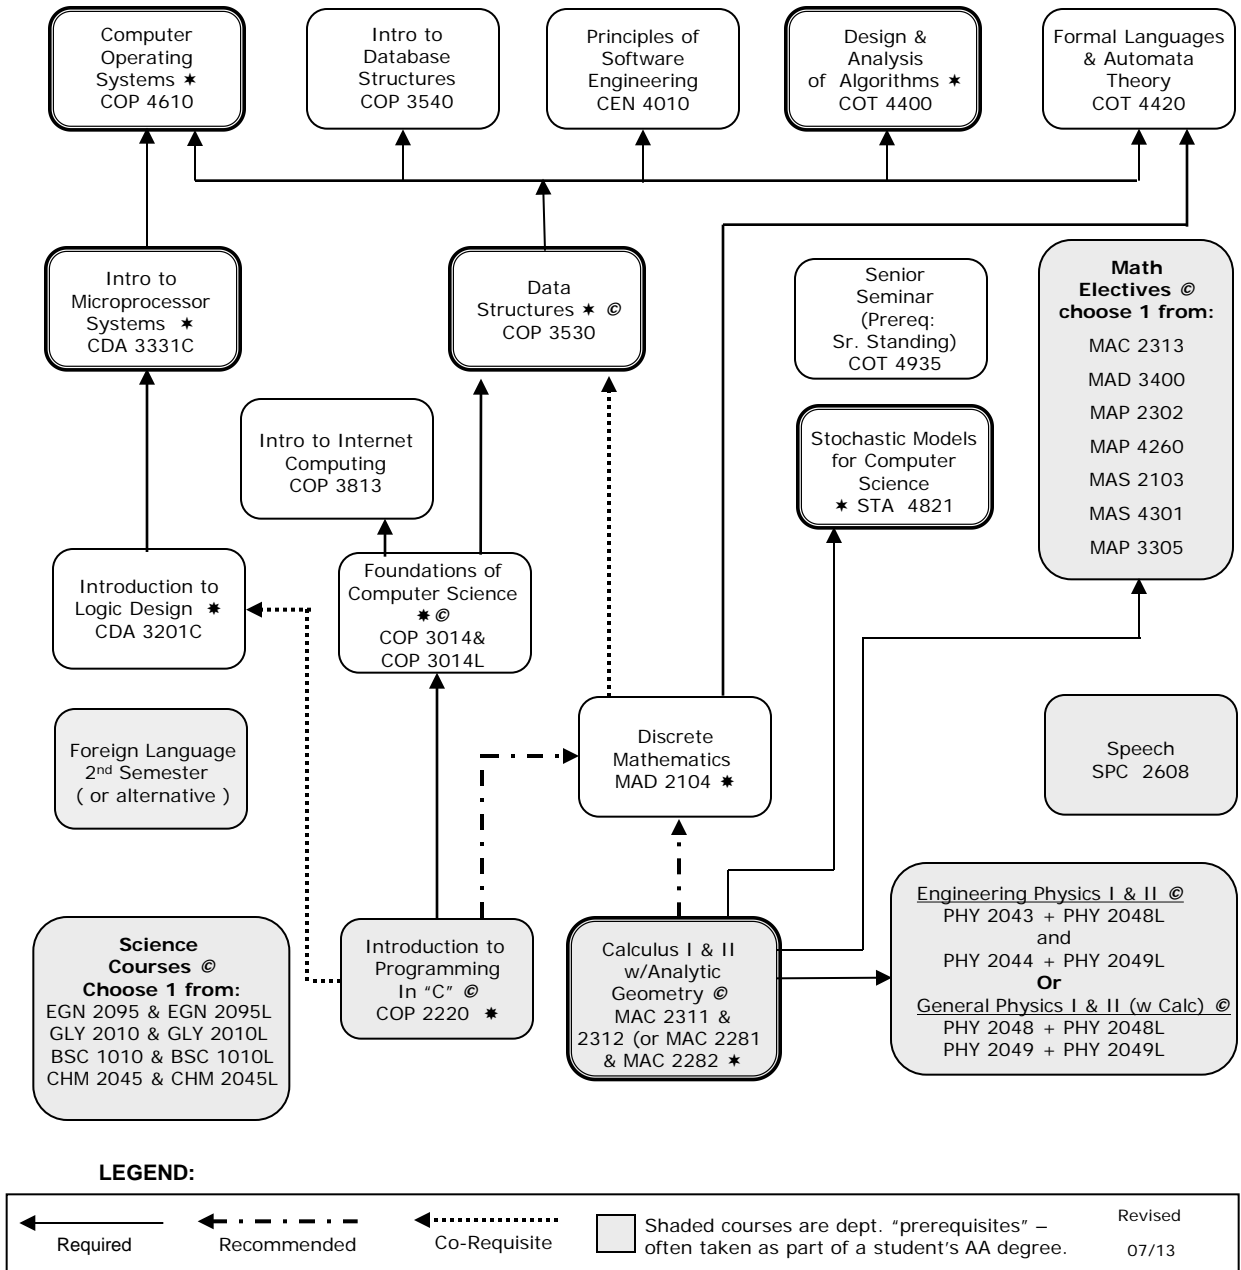 Computer
Operating
Systems ✶
COP 4610
Intro to
Database
Structures
COP 3540
Principles of
Software
Engineering
CEN 4010
Design &
Analysis
of Algorithms ✶
COT 4400
Formal Languages
& Automata
Theory
COT 4420
Intro to
Microprocessor
Systems ✶
CDA 3331C
Data
Structures ✶ ©
COP 3530
Senior
Seminar
(Prereq:
Sr. Standing)
COT 4935
Math
Electives ©
choose 1 from:
MAC 2313
MAD 3400
MAP 2302
MAP 4260
MAS 2103
MAS 4301
MAP 3305
Intro to Internet
Computing
COP 3813
Stochastic Models
for Computer
Science
✶ STA 4821
Introduction to
Logic Design ✷
CDA 3201C
Foundations of
Computer Science
✷ ©
COP 3014&
COP 3014L
Foreign Language
2nd Semester
( or alternative )
Discrete
Mathematics
MAD 2104 ✷
Speech
SPC 2608
Science
Courses ©
Choose 1 from:
EGN 2095 & EGN 2095L
GLY 2010 & GLY 2010L
BSC 1010 & BSC 1010L
CHM 2045 & CHM 2045L
Introduction to
Programming
In "C" ©
COP 2220 ✷
Calculus I & II
w/Analytic
Geometry ©
MAC 2311 &
2312 (or MAC 2281
& MAC 2282 ✶
Engineering Physics I & II ©
PHY 2043 + PHY 2048L
and
PHY 2044 + PHY 2049L
Or
General Physics I & II (w Calc) ©
PHY 2048 + PHY 2048L
PHY 2049 + PHY 2049L
LEGEND:
Required
Recommended
Co-Requisite
Shaded courses are dept. "prerequisites" –
often taken as part of a student's AA degree.
Revised
07/13